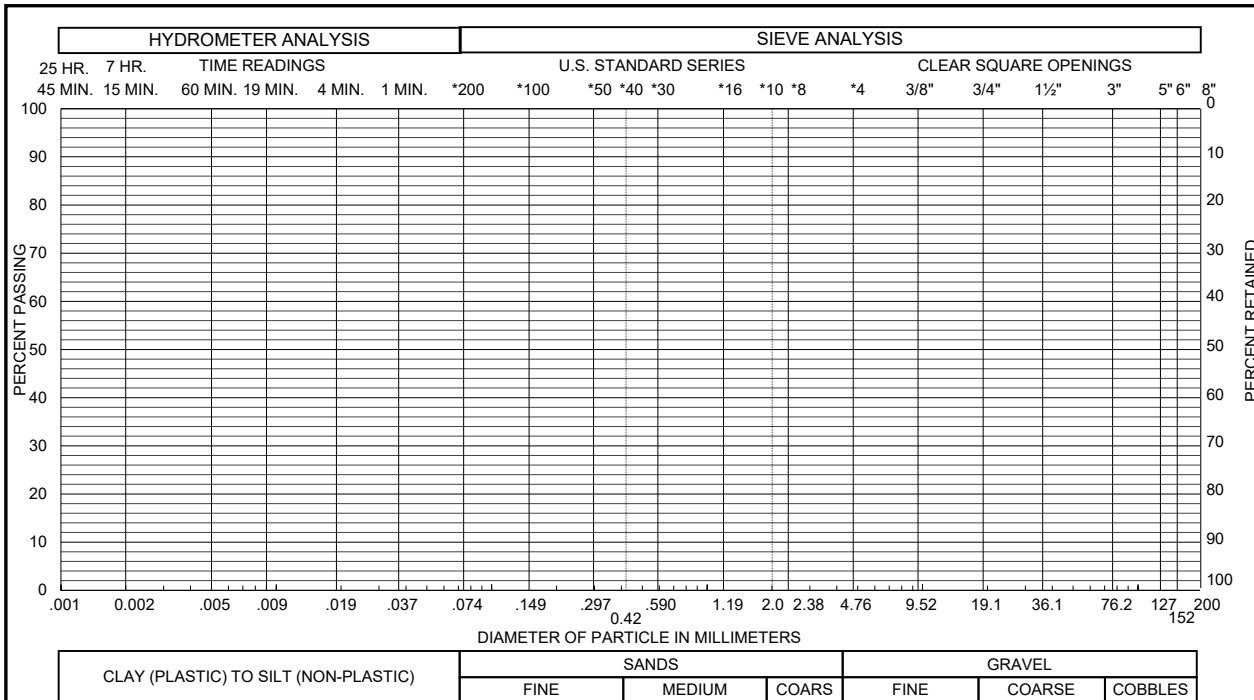 HYDROMETER ANALYSIS SIEVE ANALYSIS
25 HR. 7 HR. TIME READINGS U.S. STANDARD SERIES CLEAR SQUARE OPENINGS
45 MIN. 15 MIN. 60 MIN. 19 MIN. 4 MIN. 1 MIN. *200 *100 *50 *40 *30 *16 *10 *8 *4 3/8" 3/4" 1½" 3" 5" 6" 8"
100 0
90 10
80 20
70 30
60 40
50 50
40 60
30 70
20 80
10 90
0 100
PERCENT PASSING
PERCENT RETAINED
.001 0.002 .005 .009 .019 .037 .074 .149 .297 .590 1.19 2.0 2.38 4.76 9.52 19.1 36.1 76.2 127 200
0.42 152
DIAMETER OF PARTICLE IN MILLIMETERS
CLAY (PLASTIC) TO SILT (NON-PLASTIC) SANDS GRAVEL
FINE MEDIUM COARS FINE COARSE COBBLES